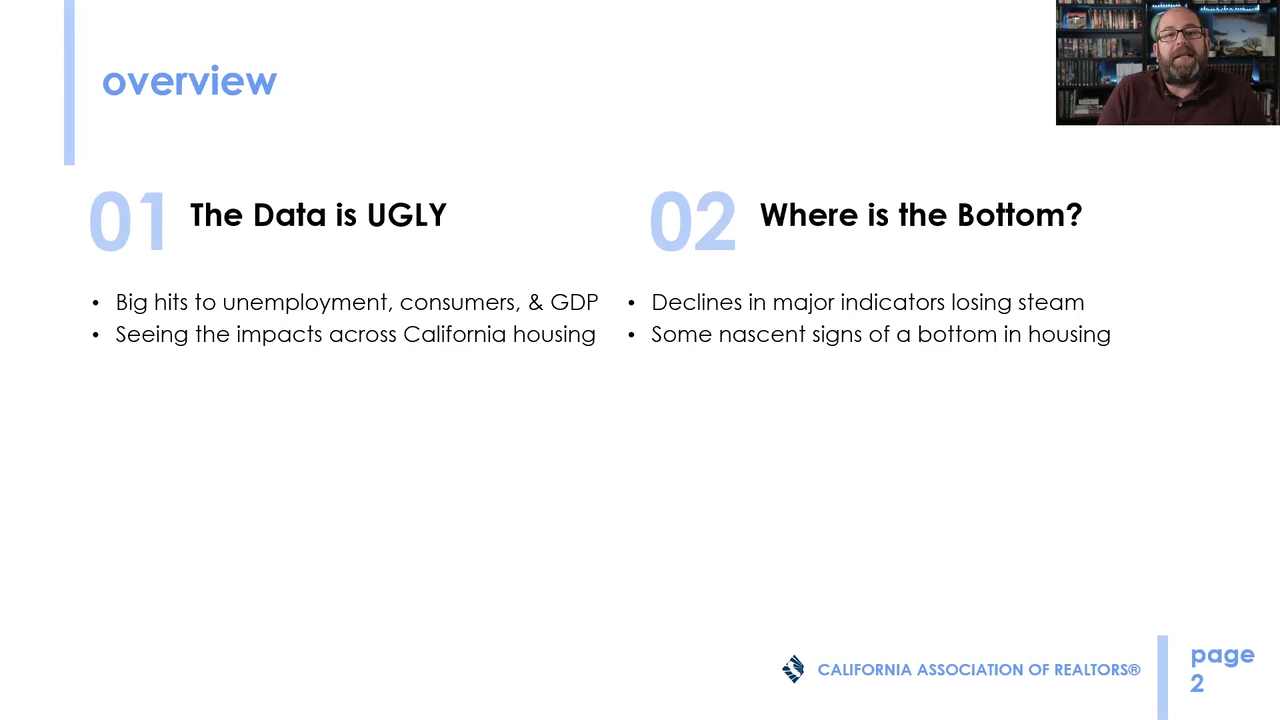 overview
01 The Data is UGLY
• Big hits to unemployment, consumers, & GDP
• Seeing the impacts across California housing
02 Where is the Bottom?
• Declines in major indicators losing steam
• Some nascent signs of a bottom in housing
CALIFORNIA ASSOCIATION OF REALTORS®
page
2